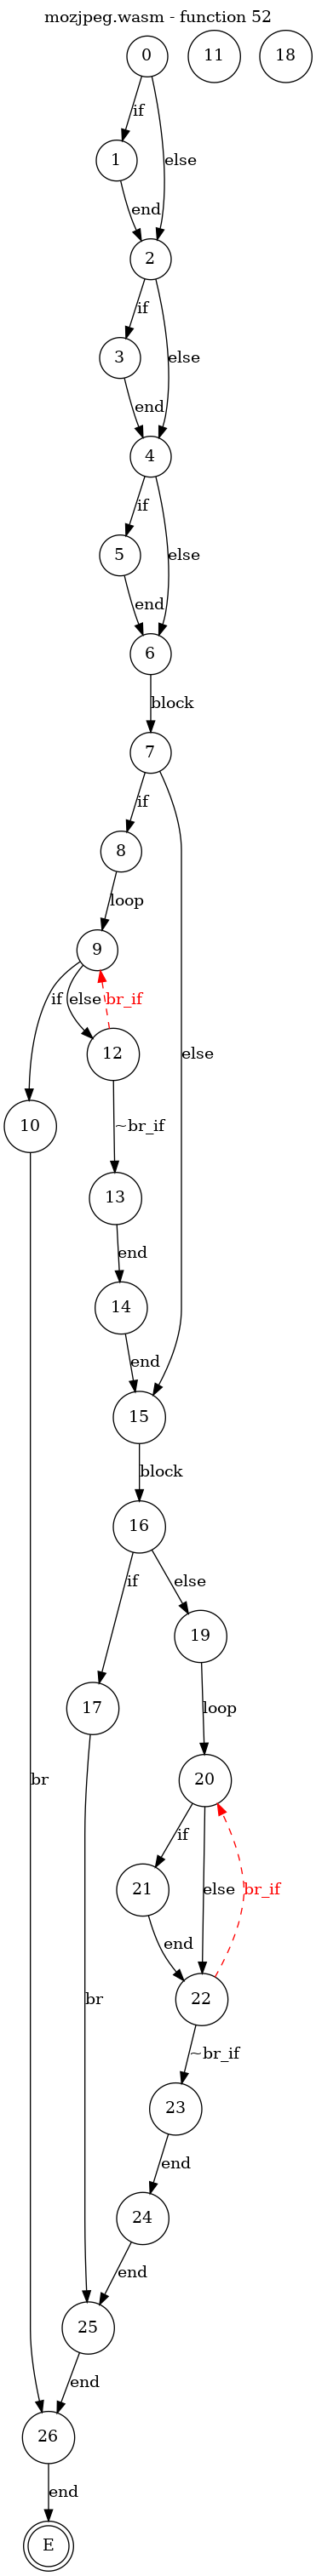 mozjpeg.wasm - function 52
0
11
18
if
else
1
end
2
if
else
3
end
4
if
else
5
end
6
block
7
if
8
loop
9
if
else
br_if
12
else
10
~br_if
13
end
14
end
15
block
16
if
else
19
17
loop
br
20
if
21
else
br_if
end
22
br
~br_if
23
end
24
end
25
end
26
end
E